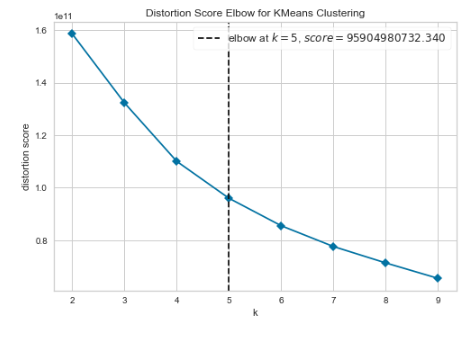 Distortion Score Elbow for KMeans Clustering
1e11
elbow at k = 5, score = 95904980732.340
1.6
1.4
1.2
1.0
0.8
distortion score
2 3 4 5 6 7 8 9
k